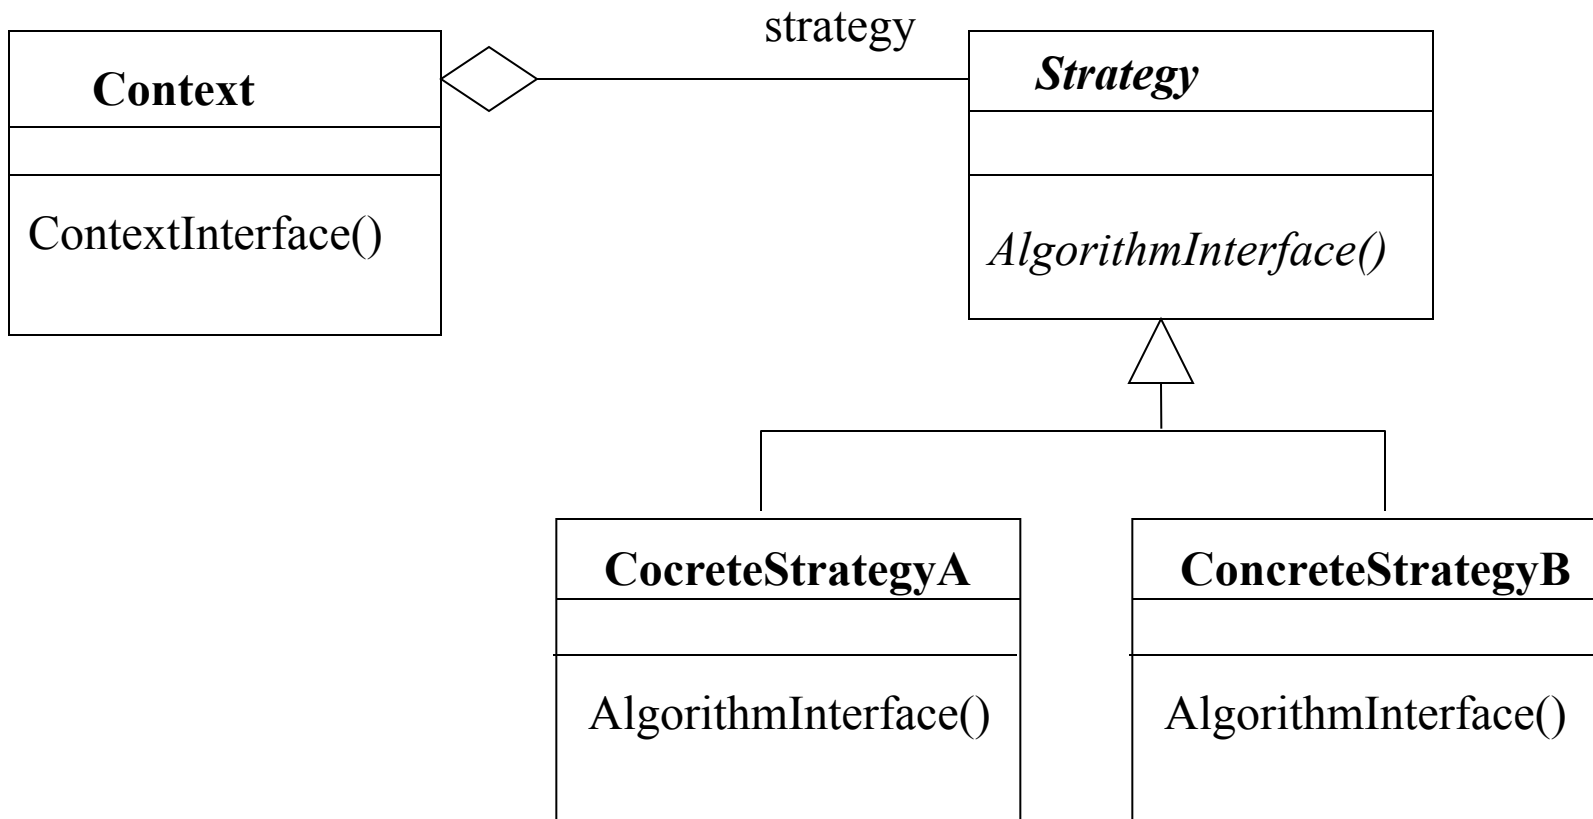 strategy
Context
Strategy
ContextInterface()
AlgorithmInterface()
CocreteStrategyA
ConcreteStrategyB
AlgorithmInterface()
AlgorithmInterface()